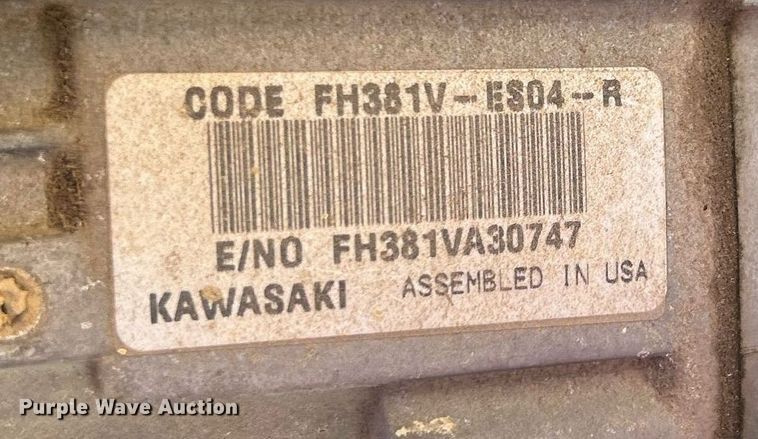 CODE FH381V-ES04-R
E/NO FH381VA30747
KAWASAKI ASSEMBLED IN USA
Purple Wave Auction